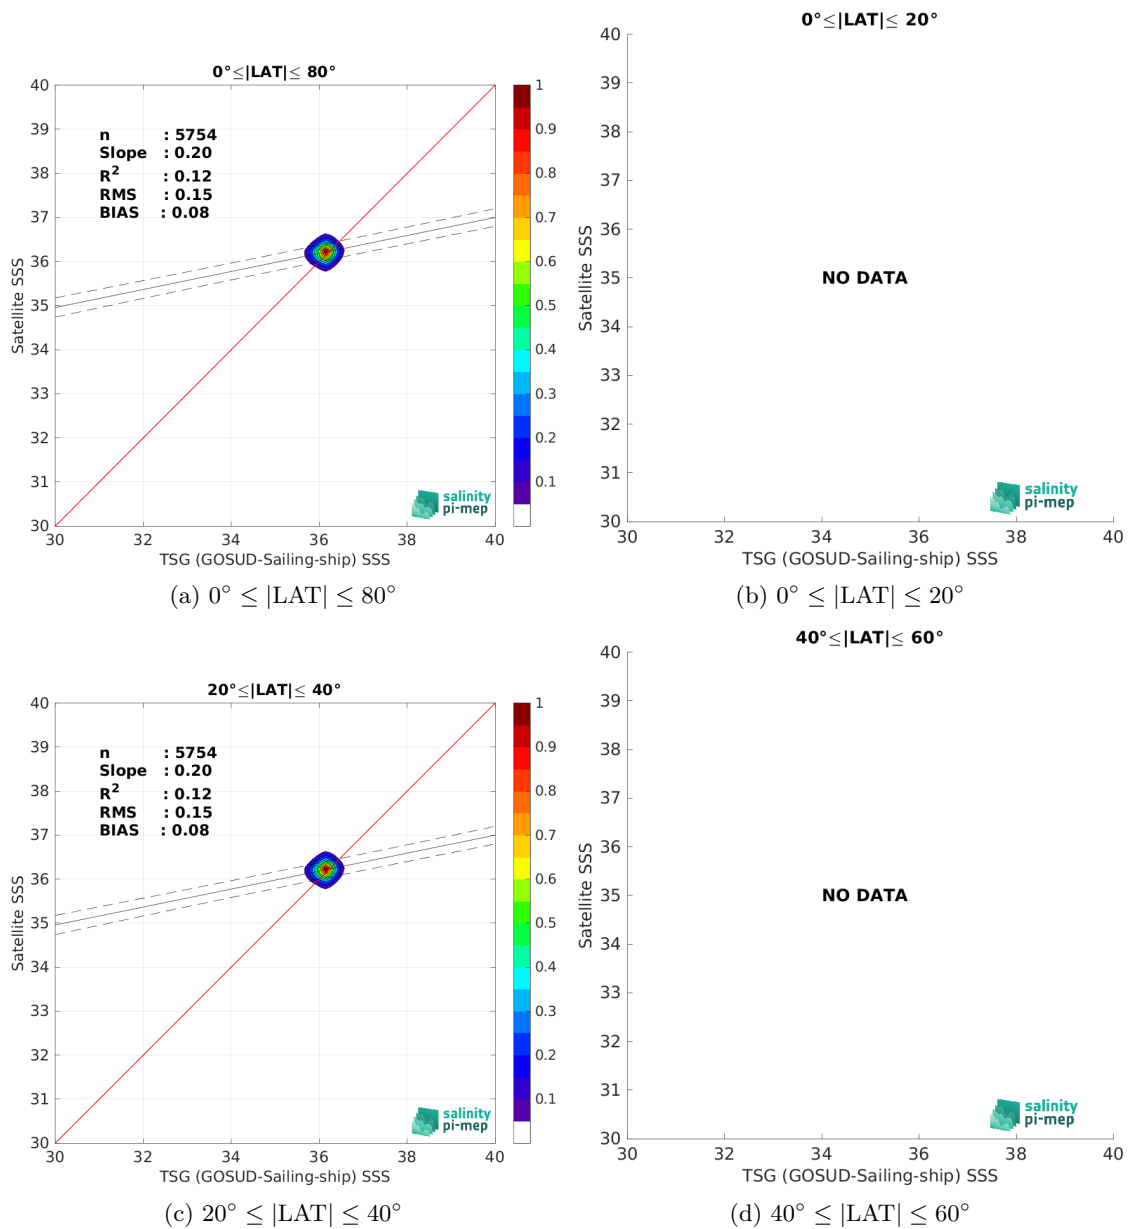 0°≤|LAT|≤ 80°
n : 5754
Slope : 0.20
R² : 0.12
RMS : 0.15
BIAS : 0.08
40
39
38
37
36
35
34
33
32
31
30
Satellite SSS
30 32 34 36 38 40
TSG (GOSUD-Sailing-ship) SSS
1
0.9
0.8
0.7
0.6
0.5
0.4
0.3
0.2
0.1
salinity
pi-mep
(a) 0° ≤ |LAT| ≤ 80°
0°≤|LAT|≤ 20°
40
39
38
37
36
35
34
33
32
31
30
Satellite SSS
NO DATA
salinity
pi-mep
30 32 34 36 38 40
TSG (GOSUD-Sailing-ship) SSS
(b) 0° ≤ |LAT| ≤ 20°
20°≤|LAT|≤ 40°
n : 5754
Slope : 0.20
R² : 0.12
RMS : 0.15
BIAS : 0.08
40
39
38
37
36
35
34
33
32
31
30
Satellite SSS
30 32 34 36 38 40
TSG (GOSUD-Sailing-ship) SSS
1
0.9
0.8
0.7
0.6
0.5
0.4
0.3
0.2
0.1
salinity
pi-mep
(c) 20° ≤ |LAT| ≤ 40°
40°≤|LAT|≤ 60°
40
39
38
37
36
35
34
33
32
31
30
Satellite SSS
NO DATA
salinity
pi-mep
30 32 34 36 38 40
TSG (GOSUD-Sailing-ship) SSS
(d) 40° ≤ |LAT| ≤ 60°